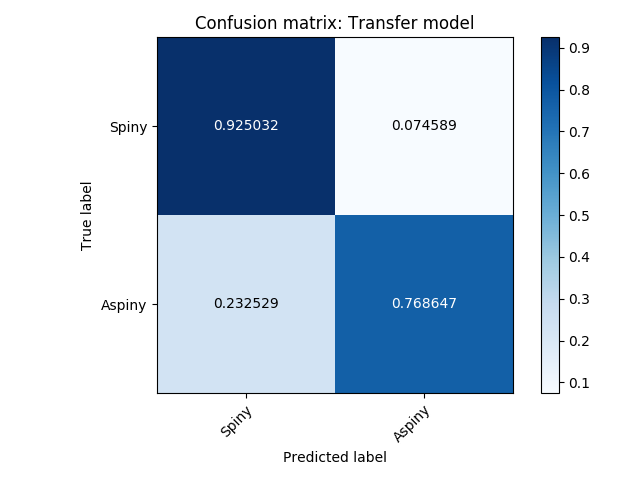 Confusion matrix: Transfer model
Spiny
0.925032
0.074589
Aspiny
0.232529
0.768647
True label
Spiny
Aspiny
Predicted label
0.9
0.8
0.7
0.6
0.5
0.4
0.3
0.2
0.1